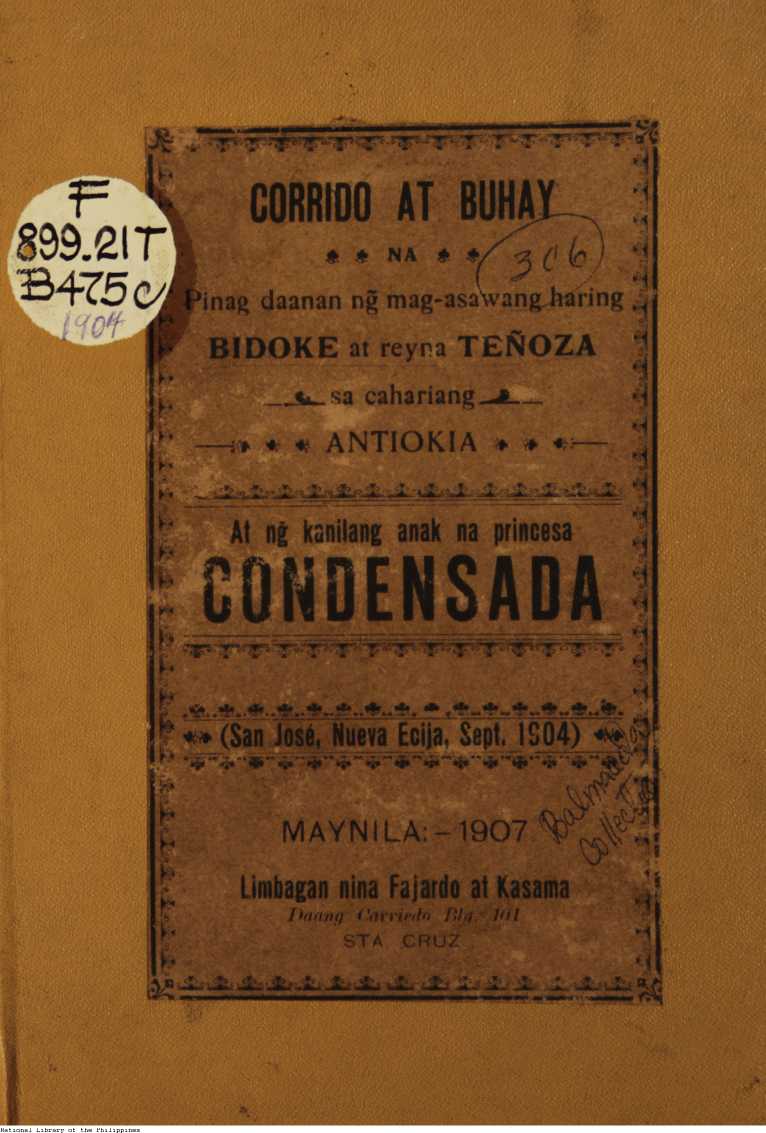 F
899.21T
B475c
1904
CORRIDO AT BUHAY
NA
306
Pinag daanan ng̃ mag-asawang haring
BIDOKE at reyna TEÑOZA
sa cahariang
ANTIOKIA
At ng̃ kanilang anak na princesa
CONDENSADA
(San José, Nueva Ecija, Sept. 1904)
MAYNILA:-1907
Limbagan nina Fajardo at Kasama
Daang Carriedo Blg. 101
STA CRUZ
Collection
National Library of the Philippines